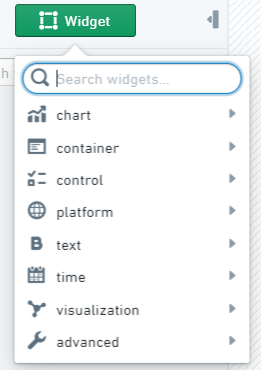 Widget
h
Search widgets...
chart
container
control
platform
text
time
visualization
advanced